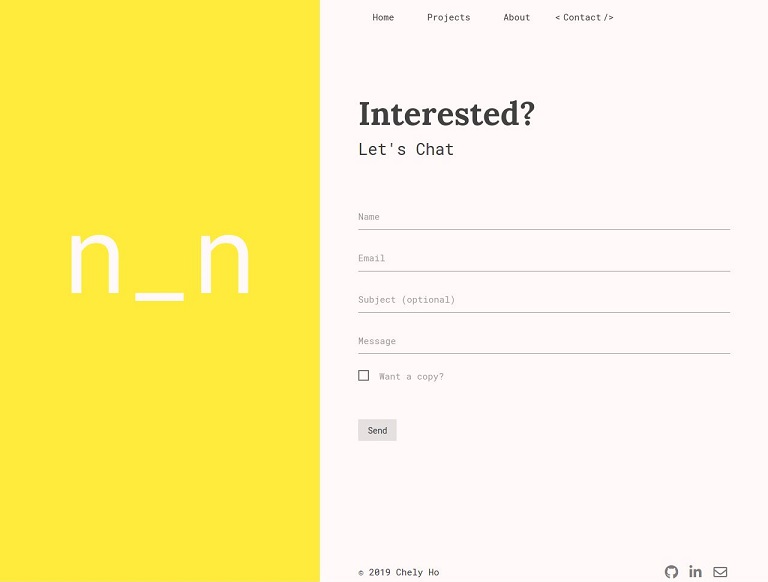 Home Projects About < Contact />
n_n
Interested?
Let's Chat
Name
Email
Subject (optional)
Message
Want a copy?
Send
© 2019 Chely Ho
in